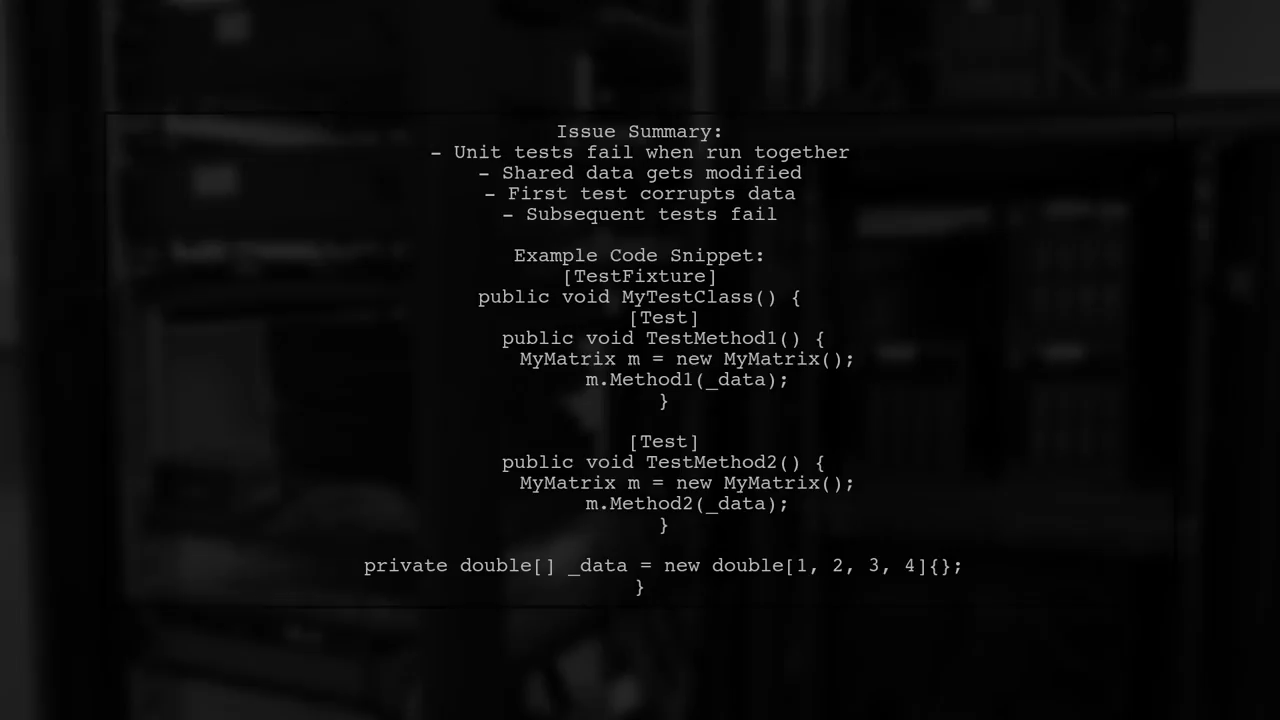 Issue Summary:
- Unit tests fail when run together
- Shared data gets modified
- First test corrupts data
- Subsequent tests fail
Example Code Snippet:
[TestFixture]
public void MyTestClass() {
[Test]
public void TestMethod1() {
MyMatrix m = new MyMatrix();
m.Method1(_data);
}
[Test]
public void TestMethod2() {
MyMatrix m = new MyMatrix();
m.Method2(_data);
}
private double[] _data = new double[1, 2, 3, 4]{};
}